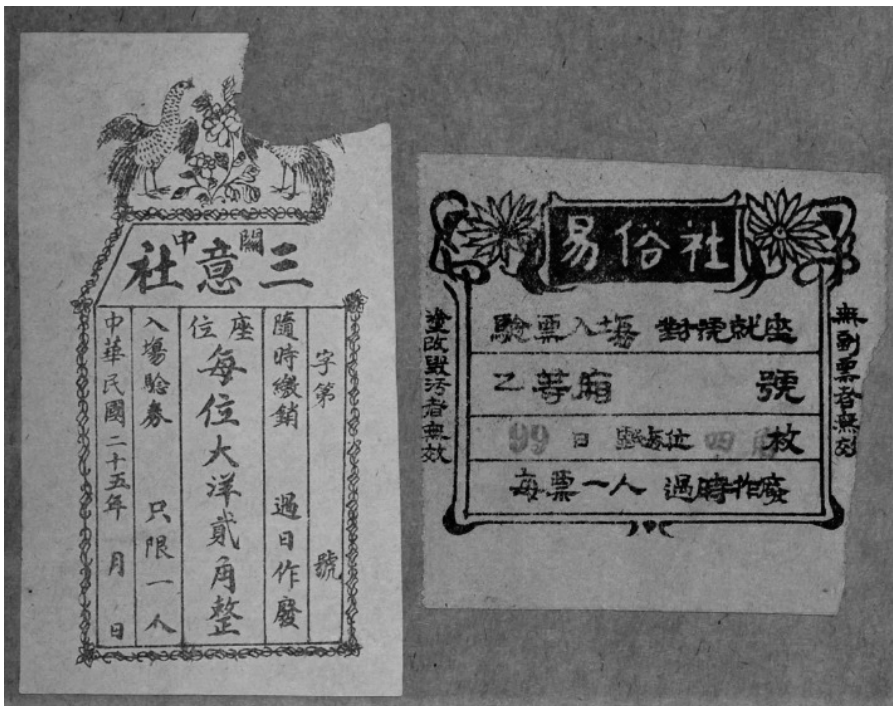 關中
三意社
字第 號
隨時繳銷 過日作廢
座位 每位大洋貳角整
入場驗券 只限一人
中華民國二十五年 月 日
易俗社
無副票者無效
驗票入場 對號就座
乙等廂 號
99 日 每位 四 枚
每票一人 過時作廢
塗改毀污者無效